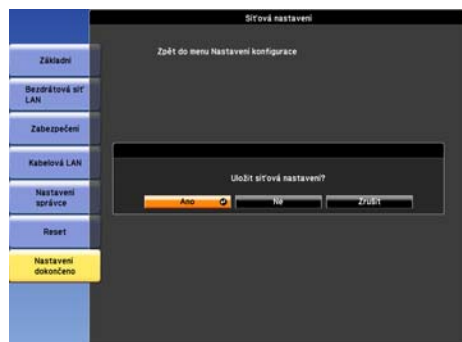 Síťová nastavení
Základní
Bezdrátová síť
LAN
Zabezpečení
Kabelová LAN
Nastavení
správce
Reset
Nastavení
dokončeno
Zpět do menu Nastavení konfigurace
Uložit síťová nastavení?
Ano
Ne
Zrušit